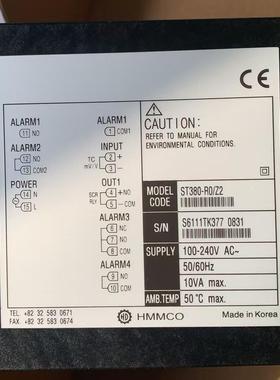 ALARM1
11 NO
ALARM2
12 NO
13 COM2
POWER
14 N
15 L
ALARM1
1 COM1
INPUT
TC mV/V
2 +
3 -
OUT1
SCR RLY
4 + NO
5 -
ALARM3
6 NC
7 NO
8 COM3
ALARM4
9 NO
10 COM4
CE
CAUTION:
REFER TO MANUAL FOR
ENVIRONMENTAL CONDITIONS.
MODEL CODE ST380-R0/Z2
S/N S6111TK377 0831
SUPPLY 100-240V AC~
50/60Hz
10VA max.
AMB.TEMP 50 °C max.
TEL +82 32 583 0671
FAX +82 32 583 0674
HD HMMCO
Made in Korea